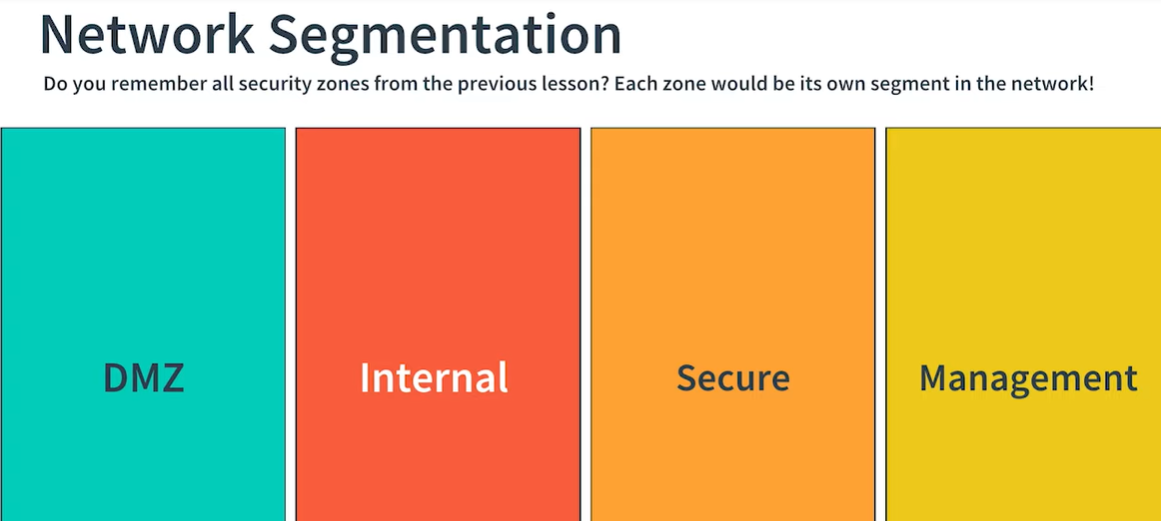 Network Segmentation
Do you remember all security zones from the previous lesson? Each zone would be its own segment in the network!
DMZ
Internal
Secure
Management